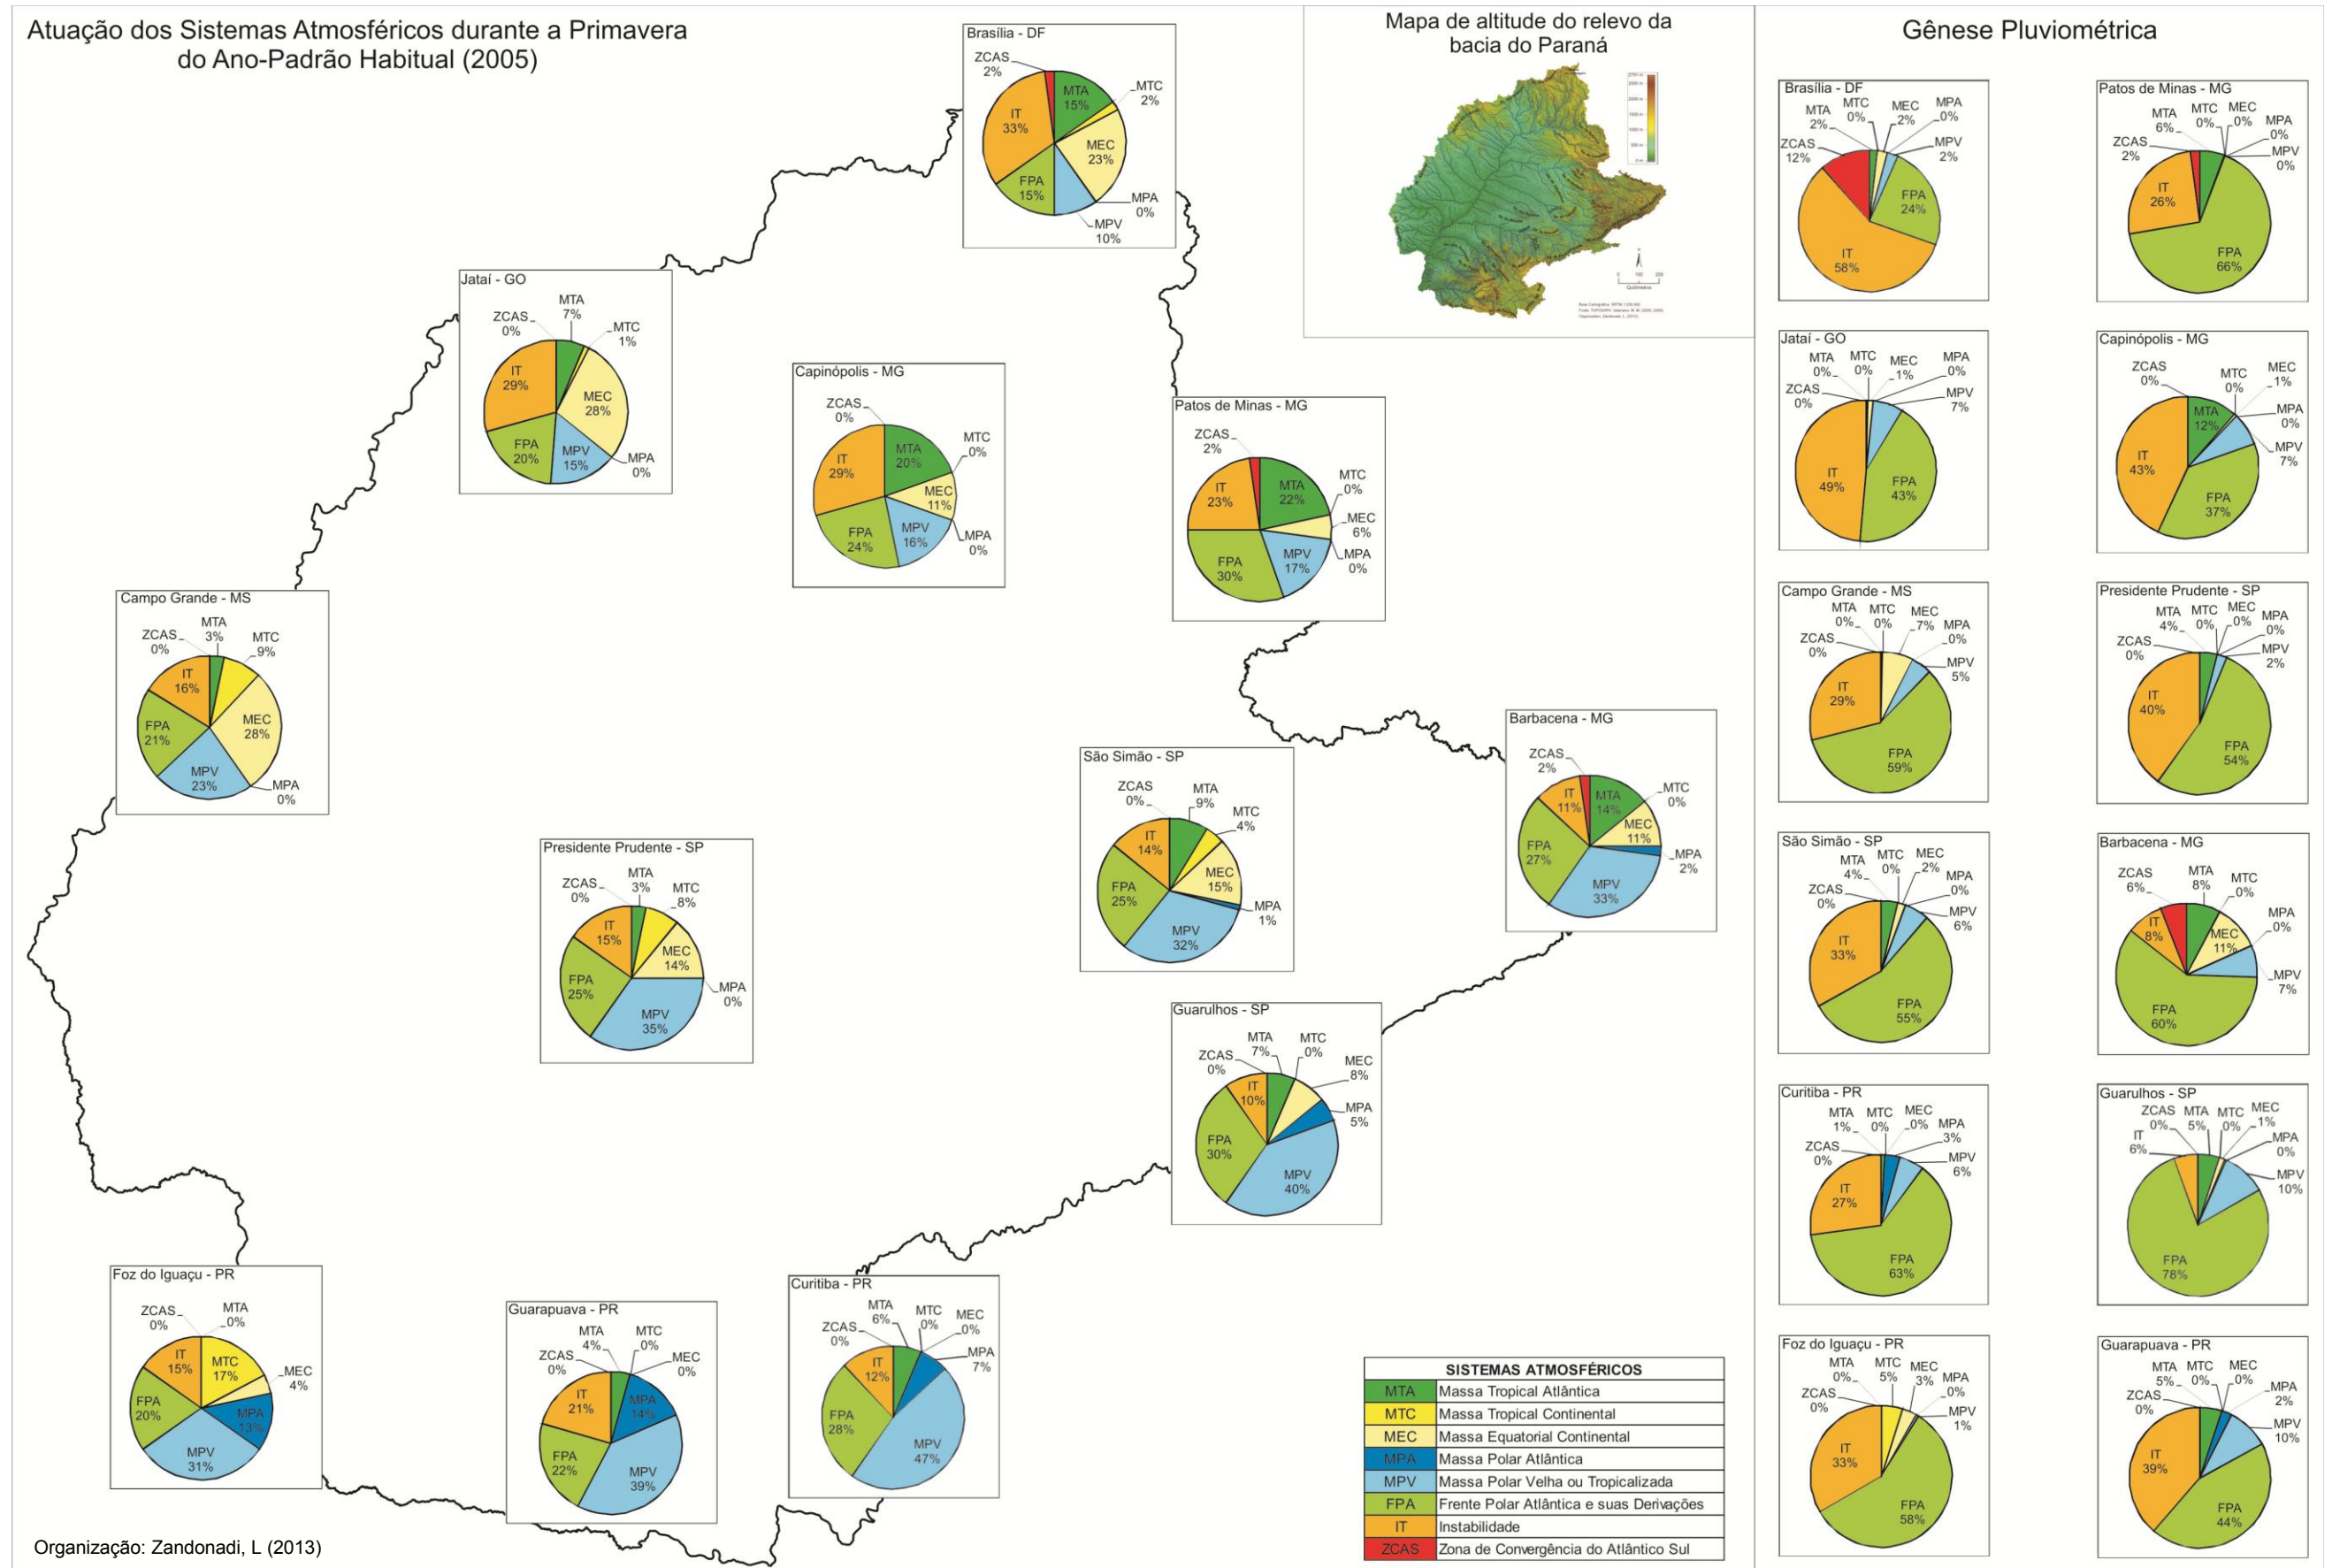 Atuação dos Sistemas Atmosféricos durante a Primavera
do Ano-Padrão Habitual (2005)
Brasília - DF
ZCAS
2%
MTA
15%
MTC
2%
IT
33%
MEC
23%
FPA
15%
MPA
0%
MPV
10%
Jataí - GO
MTA
7%
ZCAS
0%
MTC
1%
IT
29%
MEC
28%
FPA
20%
MPV
15%
MPA
0%
Capinópolis - MG
ZCAS
0%
MTA
20%
MTC
0%
IT
29%
MEC
11%
FPA
24%
MPV
16%
MPA
0%
Patos de Minas - MG
ZCAS
2%
MTA
22%
MTC
0%
IT
23%
MEC
6%
FPA
30%
MPV
17%
MPA
0%
Campo Grande - MS
MTA
3%
ZCAS
0%
MTC
9%
IT
16%
MEC
28%
FPA
21%
MPV
23%
MPA
0%
Presidente Prudente - SP
MTA
3%
ZCAS
0%
MTC
8%
IT
15%
MEC
14%
FPA
25%
MPA
0%
MPV
35%
São Simão - SP
ZCAS
0%
MTA
9%
MTC
4%
IT
14%
MEC
15%
FPA
25%
MPA
1%
MPV
32%
Barbacena - MG
ZCAS
2%
MTA
14%
MTC
0%
IT
11%
MEC
11%
FPA
27%
MPA
2%
MPV
33%
Guarulhos - SP
MTA
7%
MTC
0%
ZCAS
0%
MEC
8%
IT
10%
MPA
5%
FPA
30%
MPV
40%
Foz do Iguaçu - PR
ZCAS
0%
MTA
0%
IT
15%
MTC
17%
MEC
4%
FPA
20%
MPA
13%
MPV
31%
Guarapuava - PR
MTA
4%
MTC
0%
ZCAS
0%
MEC
0%
IT
21%
MPA
14%
FPA
22%
MPV
39%
Curitiba - PR
MTA
6%
MTC
0%
MEC
0%
ZCAS
0%
MPA
7%
IT
12%
FPA
28%
MPV
47%
Organização: Zandonadi, L (2013)
Mapa de altitude do relevo da
bacia do Paraná
0 100 200
Quilômetros
SISTEMAS ATMOSFÉRICOS
MTA Massa Tropical Atlântica
MTC Massa Tropical Continental
MEC Massa Equatorial Continental
MPA Massa Polar Atlântica
MPV Massa Polar Velha ou Tropicalizada
FPA Frente Polar Atlântica e suas Derivações
IT Instabilidade
ZCAS Zona de Convergência do Atlântico Sul
Gênese Pluviométrica
Brasília - DF
MTA
2%
MTC
0%
MEC
2%
MPA
0%
ZCAS
12%
MPV
2%
FPA
24%
IT
58%
Patos de Minas - MG
MTA
6%
MTC
0%
MEC
0%
MPA
0%
ZCAS
2%
MPV
0%
IT
26%
FPA
66%
Jataí - GO
MTA
0%
MTC
0%
MEC
1%
MPA
0%
ZCAS
0%
MPV
7%
IT
49%
FPA
43%
Capinópolis - MG
ZCAS
0%
MTC
0%
MEC
1%
MTA
12%
MPA
0%
MPV
7%
IT
43%
FPA
37%
Campo Grande - MS
MTA
0%
MTC
0%
MEC
7%
MPA
0%
ZCAS
0%
MPV
5%
IT
29%
FPA
59%
Presidente Prudente - SP
MTA
4%
MTC
0%
MEC
0%
MPA
0%
ZCAS
0%
MPV
2%
IT
40%
FPA
54%
São Simão - SP
MTA
4%
MTC
0%
MEC
2%
MPA
0%
ZCAS
0%
MPV
6%
IT
33%
FPA
55%
Barbacena - MG
ZCAS
6%
MTA
8%
MTC
0%
MPA
0%
IT
8%
MEC
11%
MPV
7%
FPA
60%
Curitiba - PR
MTA
1%
MTC
0%
MEC
0%
MPA
3%
ZCAS
0%
MPV
6%
IT
27%
FPA
63%
Guarulhos - SP
ZCAS
0%
MTA
5%
MTC
0%
MEC
1%
IT
6%
MPA
0%
MPV
10%
FPA
78%
Foz do Iguaçu - PR
MTA
0%
MTC
5%
MEC
3%
MPA
0%
ZCAS
0%
MPV
1%
IT
33%
FPA
58%
Guarapuava - PR
MTA
5%
MTC
0%
MEC
0%
MPA
2%
ZCAS
0%
MPV
10%
IT
39%
FPA
44%